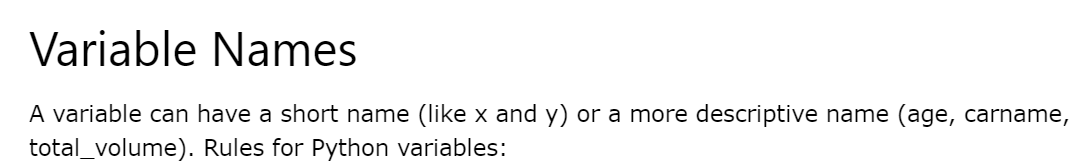 Variable Names
A variable can have a short name (like x and y) or a more descriptive name (age, carname,
total_volume). Rules for Python variables: